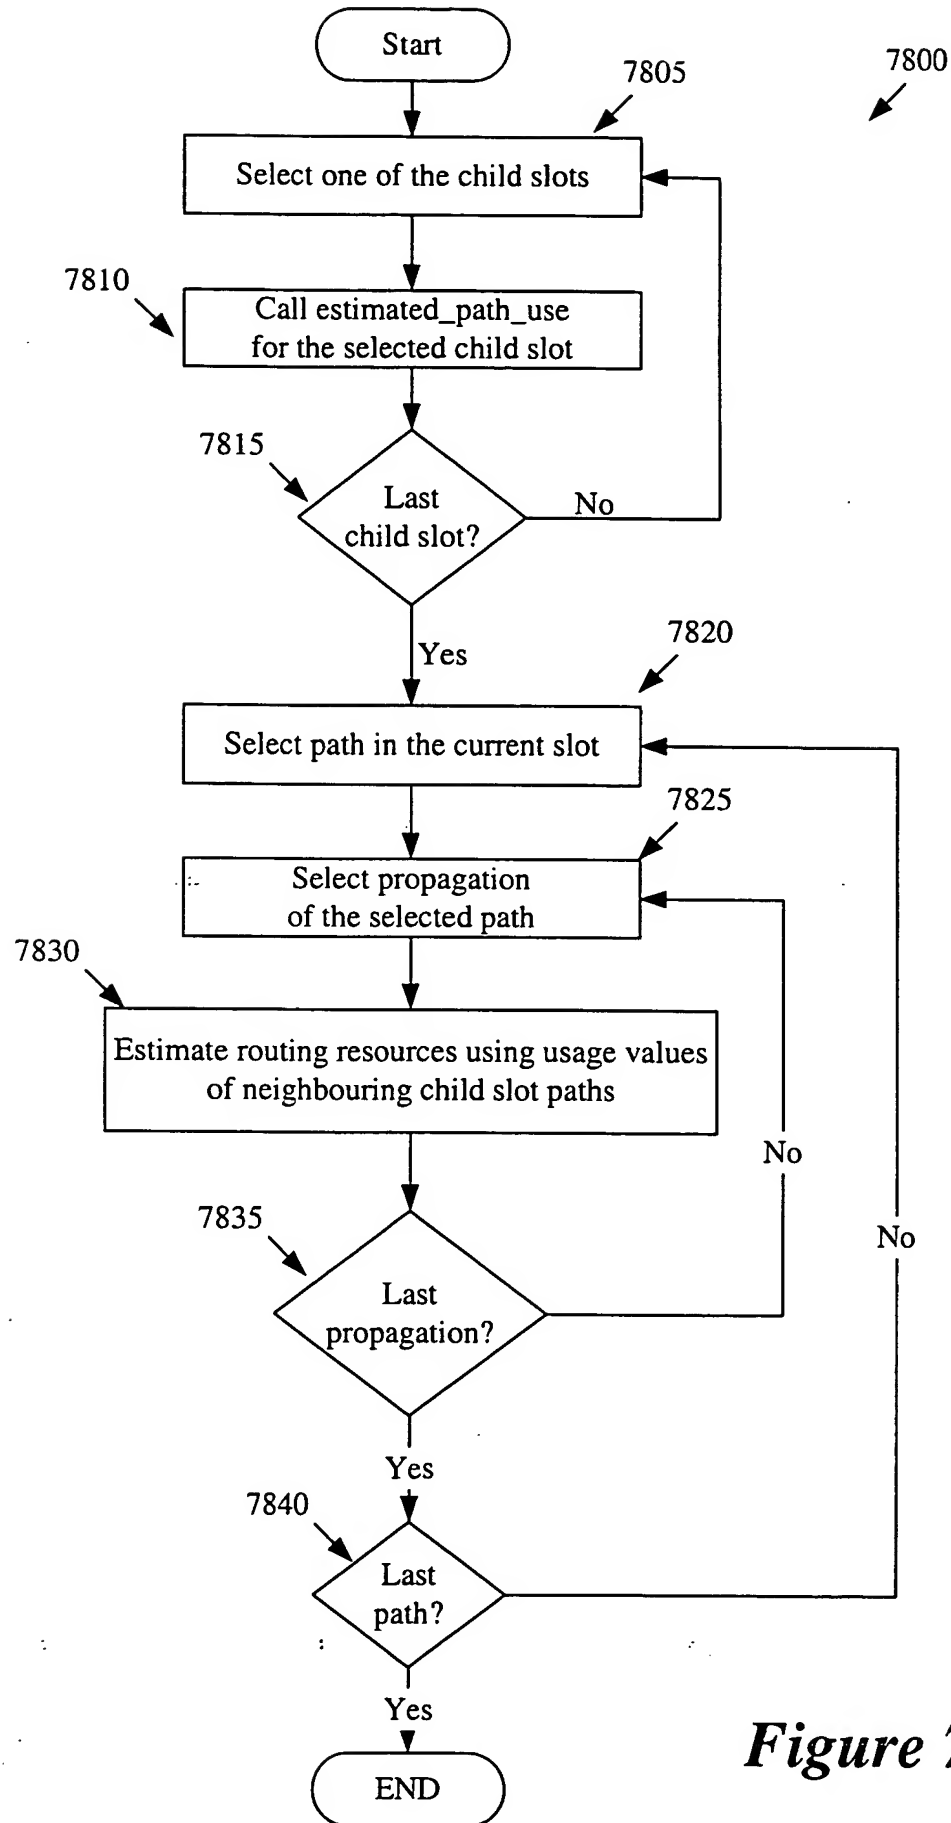 Start
7805
7800
Select one of the child slots
7810
Call estimated_path_use
for the selected child slot
7815
Last
child slot?
No
Yes
7820
Select path in the current slot
7825
Select propagation
of the selected path
7830
Estimate routing resources using usage values
of neighbouring child slot paths
No
7835
No
Last
propagation?
Yes
7840
Last
path?
Yes
Figure
END